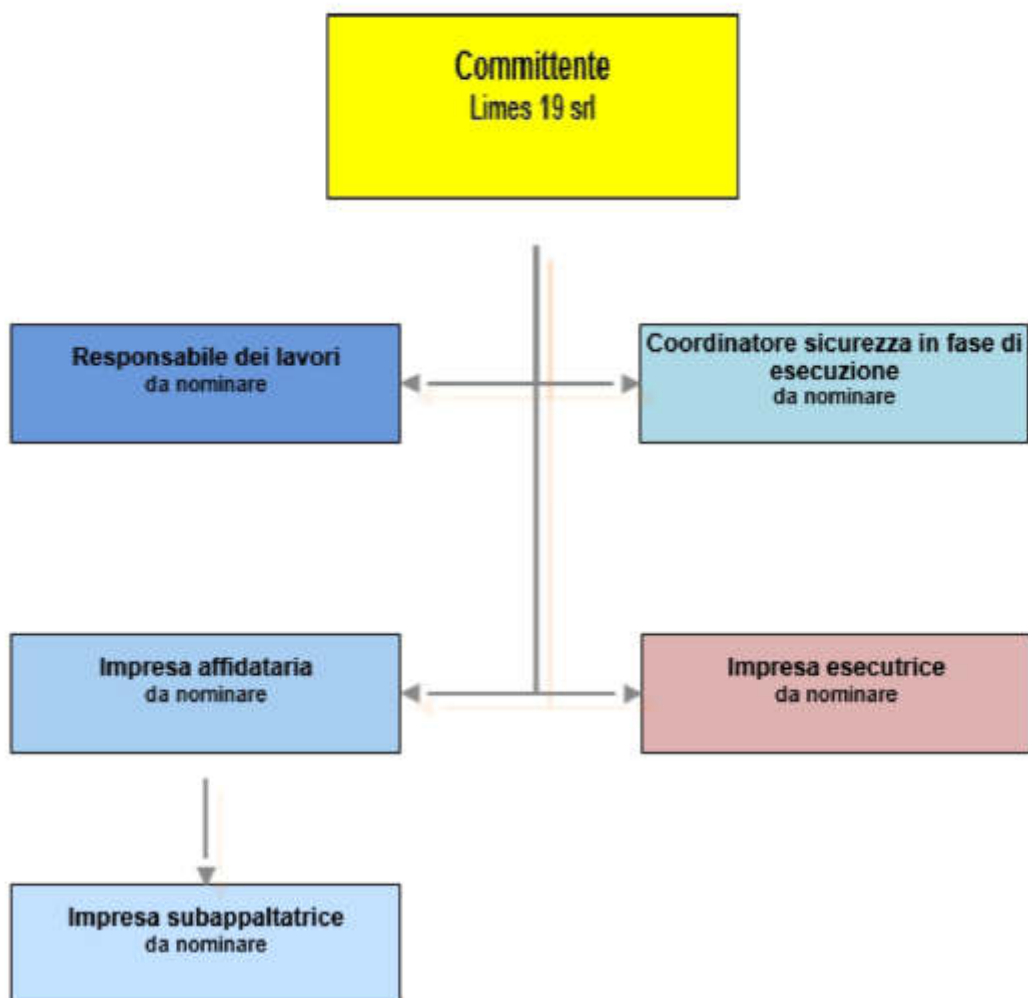 Committente
Limes 19 srl
Responsabile dei lavori
da nominare
Coordinatore sicurezza in fase di
esecuzione
da nominare
Impresa affidataria
da nominare
Impresa esecutrice
da nominare
Impresa subappaltatrice
da nominare